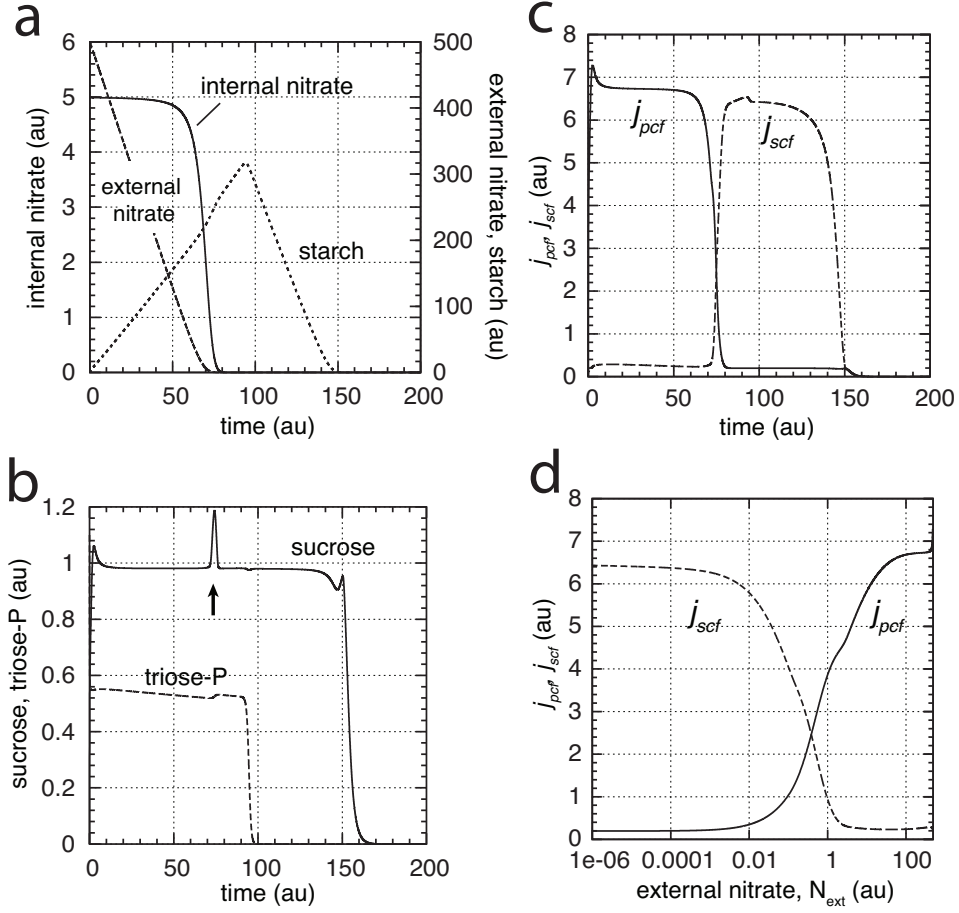 a
6
5
4
3
2
1
0
internal nitrate (au)
500
400
300
200
100
0
external nitrate, starch (au)
internal nitrate
external
nitrate
starch
0 50 100 150 200
time (au)
c
8
7
6
5
4
3
2
1
0
j_pcf, j_scf (au)
j_pcf
j_scf
0 50 100 150 200
time (au)
b
1.2
1
0.8
0.6
0.4
0.2
0
sucrose, triose-P (au)
sucrose
triose-P
0 50 100 150 200
time (au)
d
8
7
6
5
4
3
2
1
0
j_pcf, j_scf (au)
j_scf
j_pcf
1e-06 0.0001 0.01 1 100
external nitrate, N_ext (au)